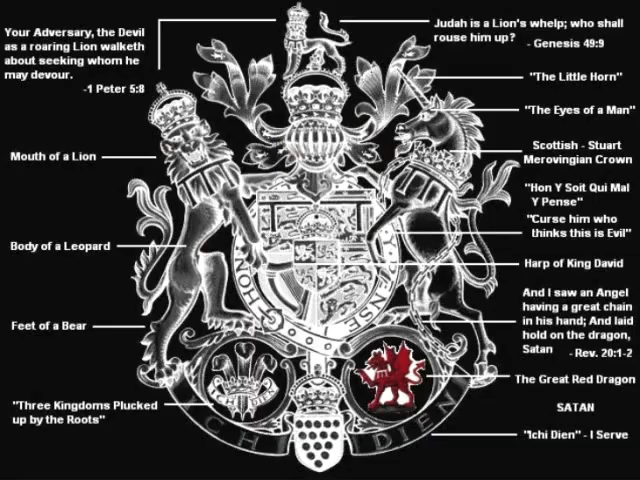 Your Adversary, the Devil
as a roaring Lion walketh
about seeking whom he
may devour.
-1 Peter 5:8
Judah is a Lion's whelp; who shall
rouse him up?
- Genesis 49:9
"The Little Horn"
"The Eyes of a Man"
Mouth of a Lion
Scottish - Stuart
Merovingian Crown
"Hon Y Soit Qui Mal
Y Pense"
"Curse him who
thinks this is Evil"
Body of a Leopard
Harp of King David
HON
Y
ENSE
And I saw an Angel
having a great chain
in his hand; And laid
hold on the dragon,
Satan
- Rev. 20:1-2
Feet of a Bear
The Great Red Dragon
SATAN
"Three Kingdoms Plucked
up by the Roots"
DIEN
YCH DIEN
"Ichi Dien" - I Serve